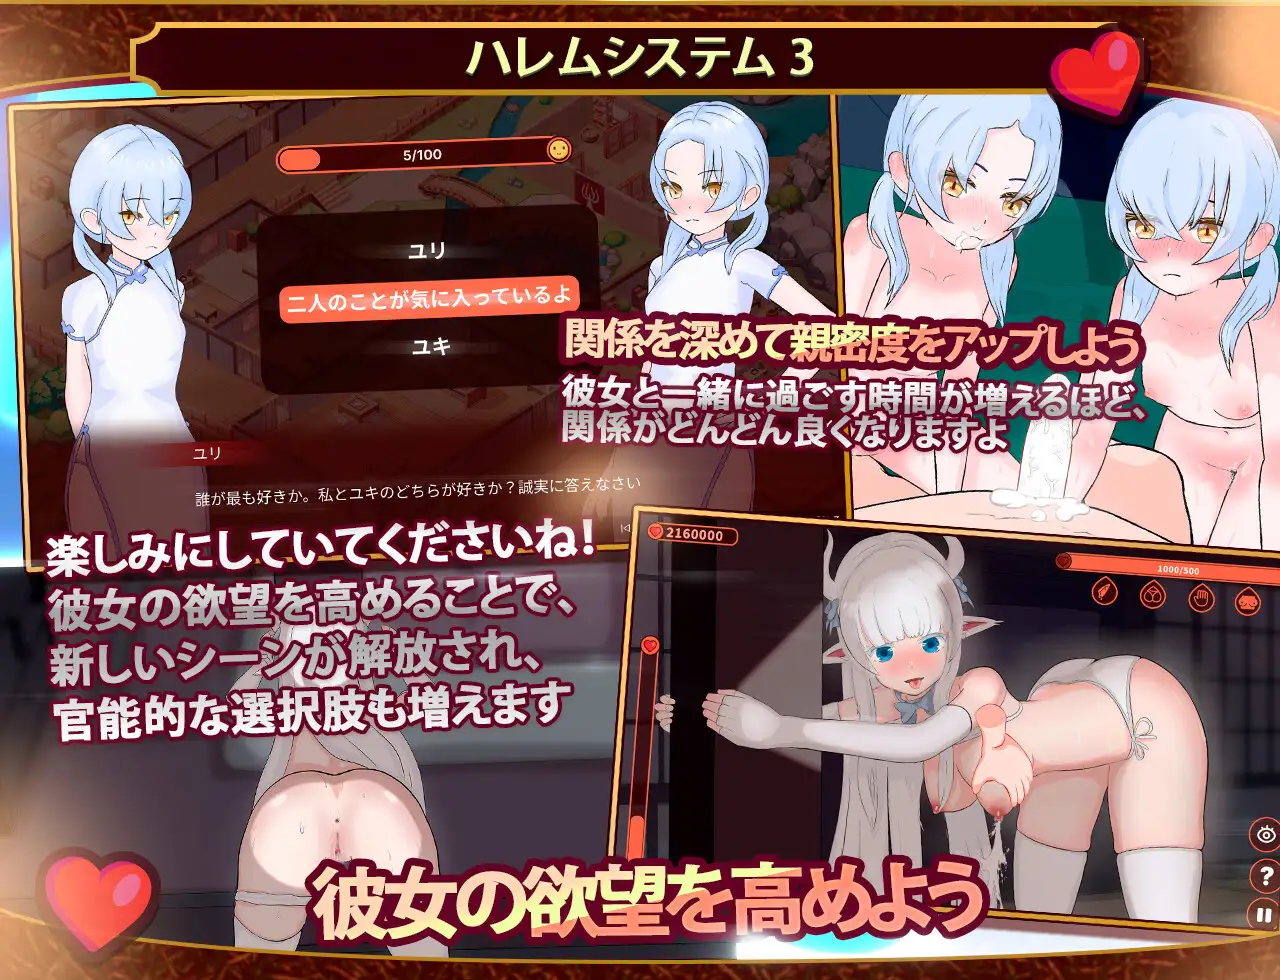 ハレムシステム 3
5/100
ユリ
二人のことが気に入っているよ
ユキ
関係を深めて親密度をアップしよう
彼女と一緒に過ごす時間が増えるほど、
関係がどんどん良くなりますよ
ユリ
誰が最も好きか。私とユキのどちらが好きか？誠実に答えなさい
楽しみにしていてくださいね!
彼女の欲望を高めることで、
新しいシーンが解放され、
官能的な選択肢も増えます
2160000
1000/500
?
彼女の欲望を高めよう